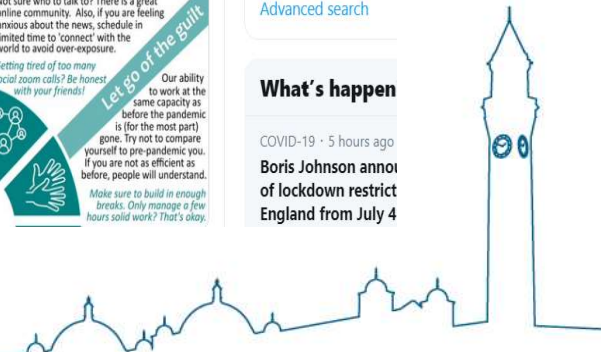 Not sure who to talk to? There is a great
online community. Also, if you are feeling
anxious about the news, schedule in
limited time to 'connect' with the
world to avoid over-exposure.
Getting tired of too many
social zoom calls? Be honest
with your friends!
Let go of the guilt
Our ability
to work at the
same capacity as
before the pandemic
is (for the most part)
gone. Try not to compare
yourself to pre-pandemic you.
If you are not as efficient as
before, people will understand.
Make sure to build in enough
breaks. Only manage a few
hours solid work? That's okay.
Advanced search
What's happen
COVID-19 · 5 hours ago
Boris Johnson annou
of lockdown restrict
England from July 4